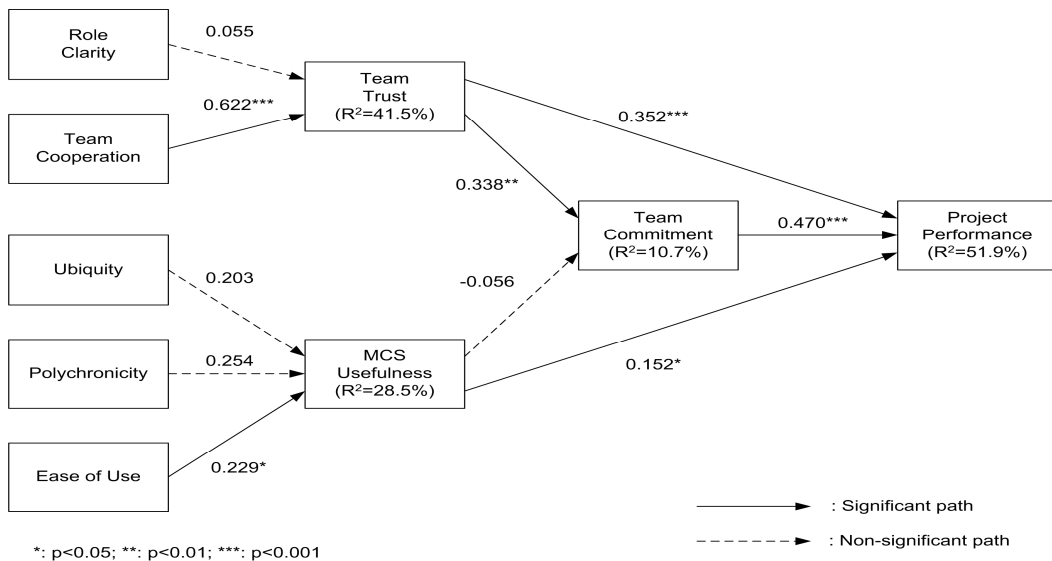 Role
Clarity
0.055
Team
Trust
(R²=41.5%)
0.622***
Team
Cooperation
0.352***
0.338**
Team
Commitment
(R²=10.7%)
0.470***
Project
Performance
(R²=51.9%)
Ubiquity
0.203
-0.056
Polychronicity
0.254
MCS
Usefulness
(R²=28.5%)
0.152*
Ease of Use
0.229*
: Significant path
: Non-significant path
*: p<0.05; **: p<0.01; ***: p<0.001